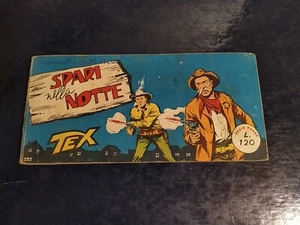 SPARI
nella
NOTTE
TEX
L.
120